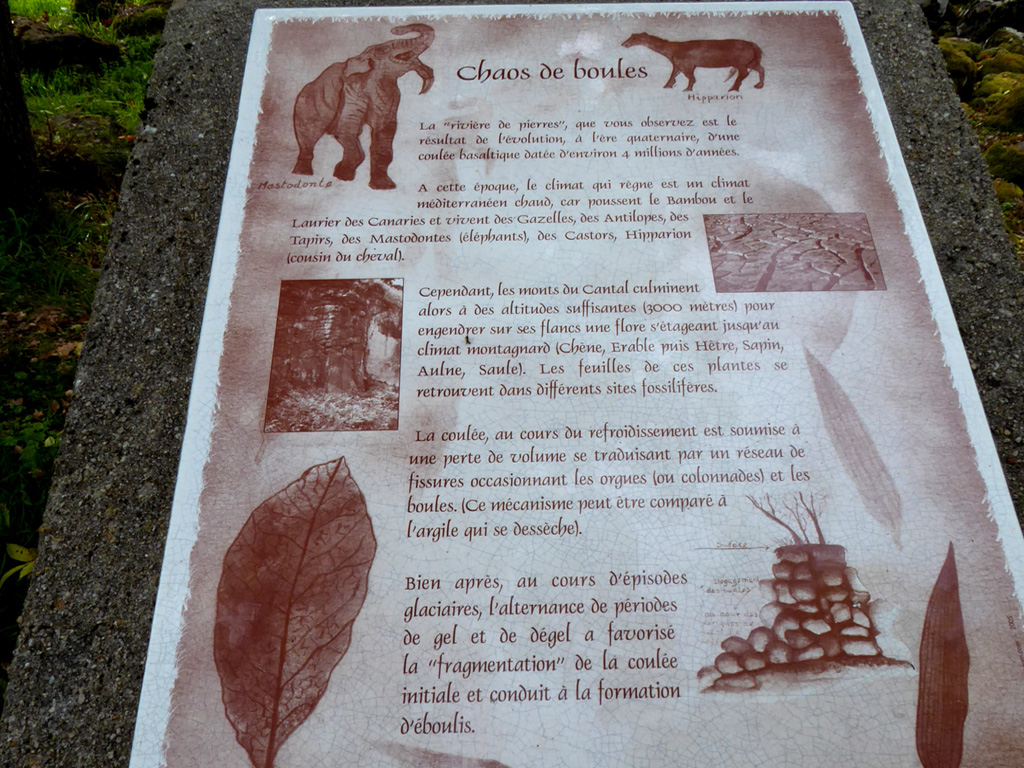 Chaos de boules
Hipparion
Mastodonte
La "rivière de pierres", que vous observez est le
résultat de l'évolution, à l'ère quaternaire, d'une
coulée basaltique datée d'environ 4 millions d'années.
A cette époque, le climat qui règne est un climat
méditerranéen chaud, car poussent le Bambou et le
Laurier des Canaries et vivent des Gazelles, des Antilopes, des
Tapirs, des Mastodontes (éléphants), des Castors, Hipparion
(cousin du cheval).
Cependant, les monts du Cantal culminent
alors à des altitudes suffisantes (3000 mètres) pour
engendrer sur ses flancs une flore s'étageant jusqu'au
climat montagnard (Chêne, Erable puis Hêtre, Sapin,
Aulne, Saule). Les feuilles de ces plantes se
retrouvent dans différents sites fossilifères.
La coulée, au cours du refroidissement est soumise à
une perte de volume se traduisant par un réseau de
fissures occasionnant les orgues (ou colonnades) et les
boules. (Ce mécanisme peut être comparé à
l'argile qui se dessèche).
Bien après, au cours d'épisodes
glaciaires, l'alternance de périodes
de gel et de dégel a favorisé
la "fragmentation" de la coulée
initiale et conduit à la formation
d'éboulis.